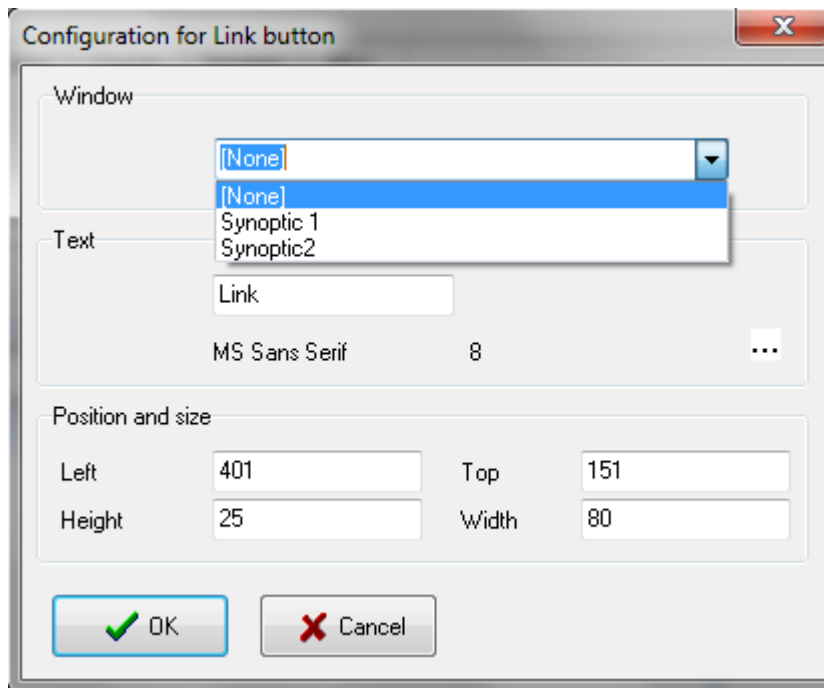 Configuration for Link button
Window
[None]
[None]
Synoptic 1
Synoptic2
Text
Link
MS Sans Serif 8 ...
Position and size
Left 401 Top 151
Height 25 Width 80
OK Cancel